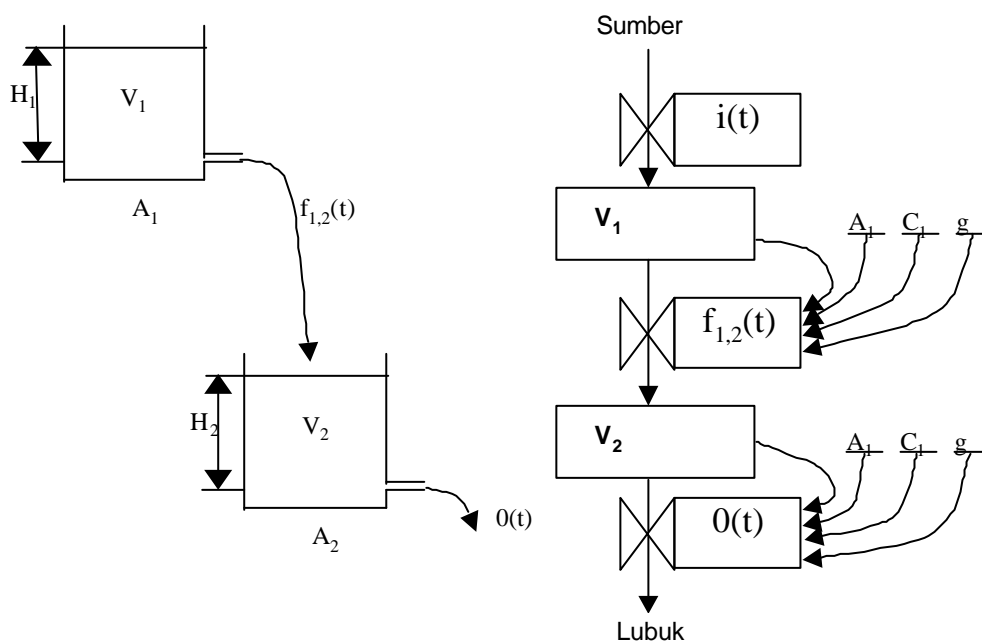 H₁
V₁
A₁
f₁,₂(t)
H₂
V₂
A₂
0(t)
Sumber
i(t)
V₁
A₁ C₁ g
f₁,₂(t)
V₂
A₁ C₁ g
0(t)
Lubuk